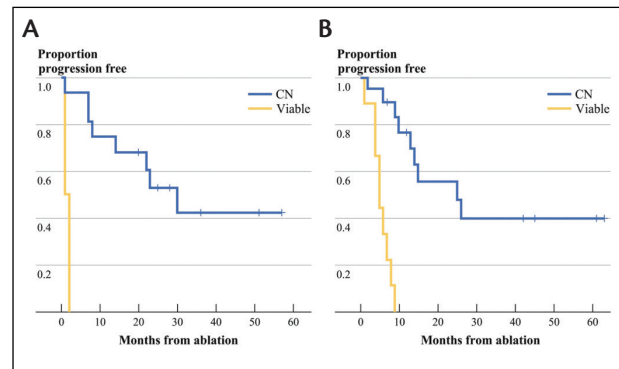 A
Proportion
progression free
1.0
CN
Viable
0.8
0.6
0.4
0.2
0 10 20 30 40 50 60
Months from ablation
B
Proportion
progression free
1.0
CN
Viable
0.8
0.6
0.4
0.2
0 10 20 30 40 50 60
Months from ablation